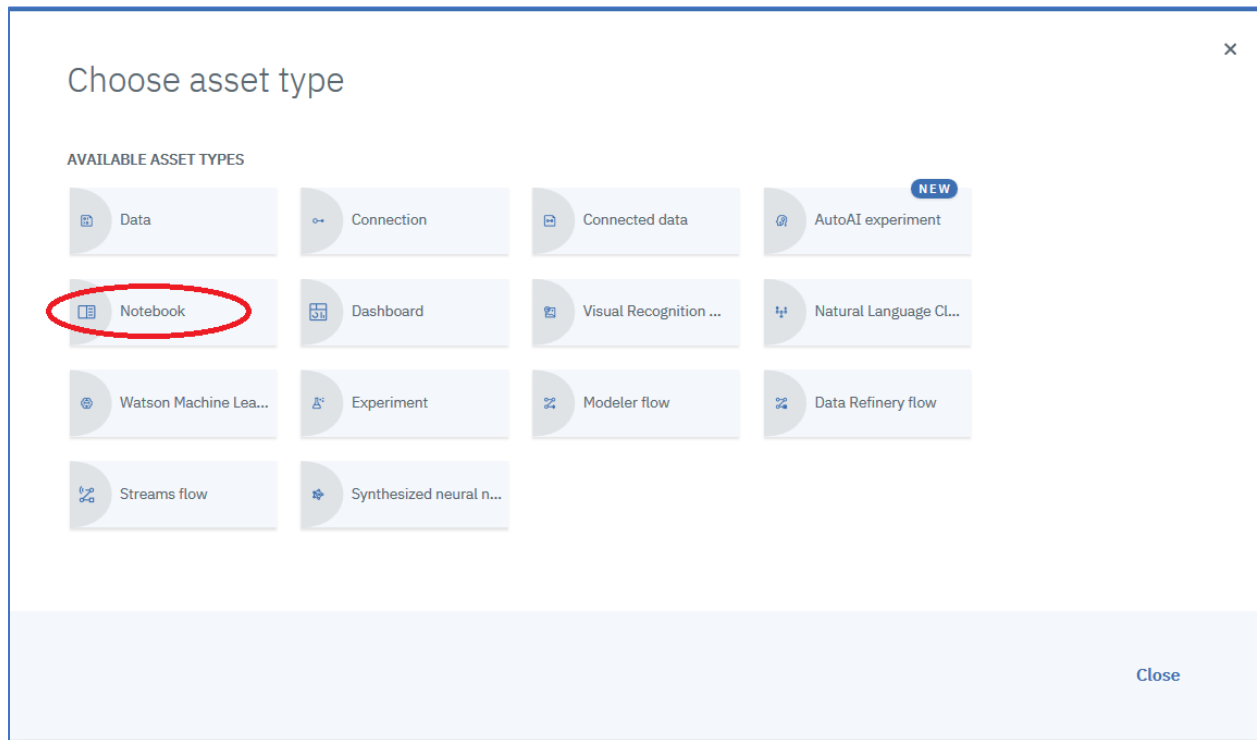 ×
Choose asset type
AVAILABLE ASSET TYPES
NEW
Data
Connection
Connected data
AutoAI experiment
Notebook
Dashboard
Visual Recognition ...
Natural Language Cl...
Watson Machine Lea...
Experiment
Modeler flow
Data Refinery flow
Streams flow
Synthesized neural n...
Close